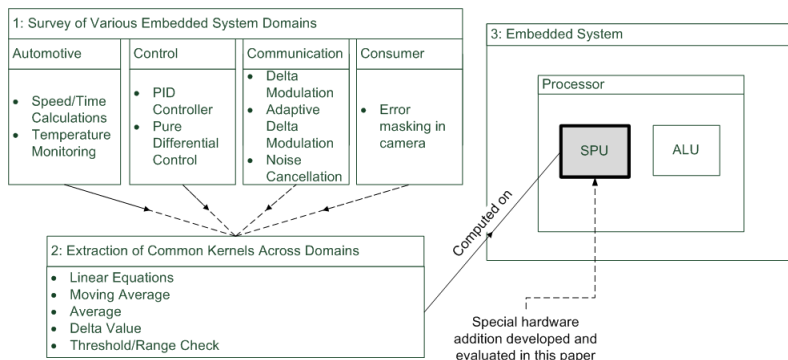 1: Survey of Various Embedded System Domains
Automotive
• Speed/Time
Calculations
• Temperature
Monitoring
Control
• PID
Controller
• Pure
Differential
Control
Communication
• Delta
Modulation
• Adaptive
Delta
Modulation
• Noise
Cancellation
Consumer
• Error
masking in
camera
2: Extraction of Common Kernels Across Domains
• Linear Equations
• Moving Average
• Average
• Delta Value
• Threshold/Range Check
Computed on
3: Embedded System
Processor
SPU
ALU
Special hardware
addition developed and
evaluated in this paper